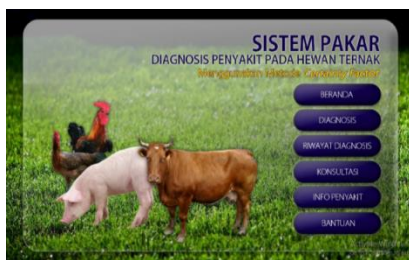 SISTEM PAKAR
DIAGNOSIS PENYAKIT PADA HEWAN TERNAK
Menggunakan Metode Certainty Factor
BERANDA
DIAGNOSIS
RIWAYAT DIAGNOSIS
KONSULTASI
INFO PENYAKIT
BANTUAN